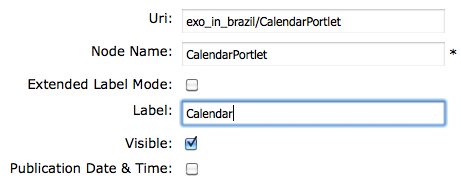 Uri: exo_in_brazil/CalendarPortlet
Node Name: CalendarPortlet *
Extended Label Mode:
Label: Calendar
Visible:
Publication Date & Time: